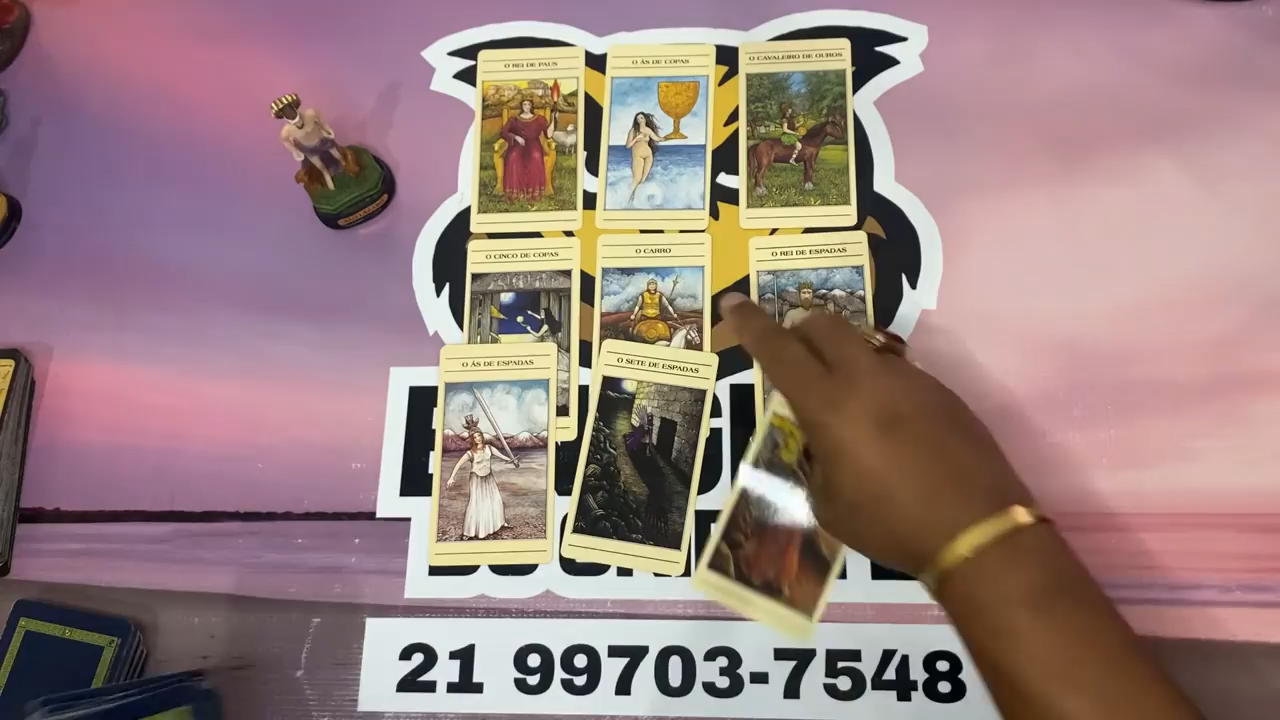 O REI DE PAUS
O ÁS DE COPAS
O CAVALEIRO DE OUROS
O CINCO DE COPAS
O CARRO
O REI DE ESPADAS
O ÁS DE ESPADAS
O SETE DE ESPADAS
21 99703-7548